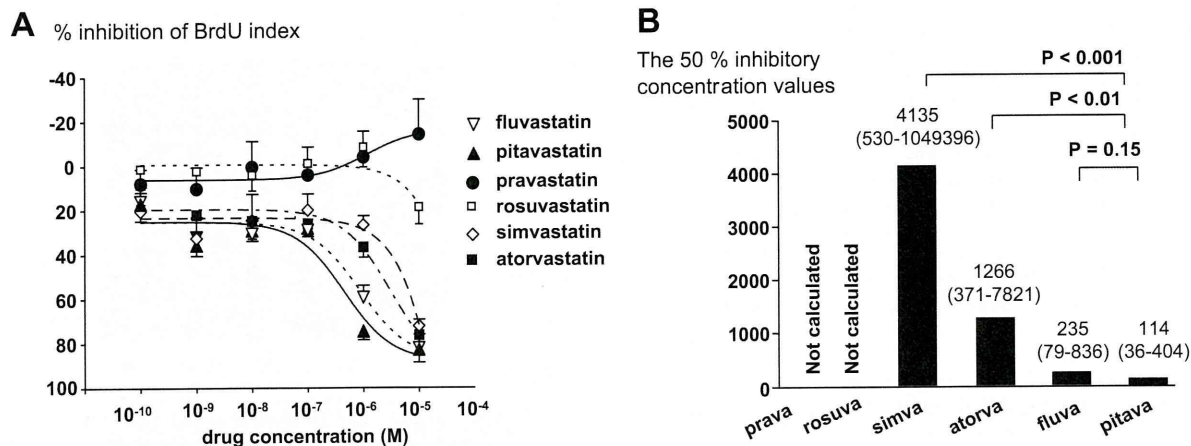 A % inhibition of BrdU index
-40
-20
0
20
40
60
80
100
10-10 10-9 10-8 10-7 10-6 10-5 10-4
drug concentration (M)
fluvastatin
pitavastatin
pravastatin
rosuvastatin
simvastatin
atorvastatin
B
The 50 % inhibitory
concentration values
P < 0.001
P < 0.01
P = 0.15
5000
4000
3000
2000
1000
0
Not calculated
Not calculated
4135
(530-1049396)
1266
(371-7821)
235
(79-836)
114
(36-404)
prava rosuva simva atorva fluva pitava